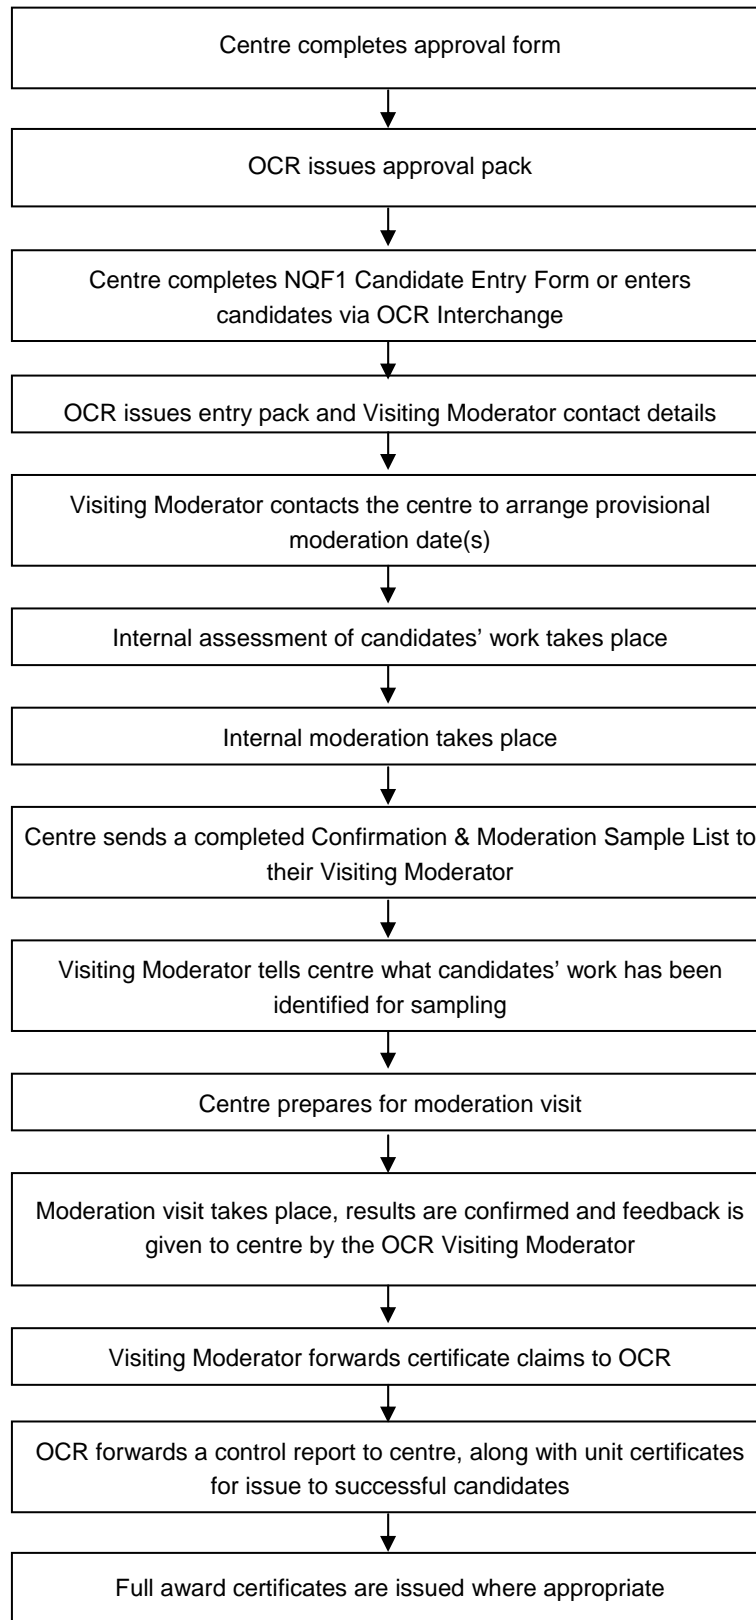 Centre completes approval form
OCR issues approval pack
Centre completes NQF1 Candidate Entry Form or enters
candidates via OCR Interchange
OCR issues entry pack and Visiting Moderator contact details
Visiting Moderator contacts the centre to arrange provisional
moderation date(s)
Internal assessment of candidates’ work takes place
Internal moderation takes place
Centre sends a completed Confirmation & Moderation Sample List to
their Visiting Moderator
Visiting Moderator tells centre what candidates’ work has been
identified for sampling
Centre prepares for moderation visit
Moderation visit takes place, results are confirmed and feedback is
given to centre by the OCR Visiting Moderator
Visiting Moderator forwards certificate claims to OCR
OCR forwards a control report to centre, along with unit certificates
for issue to successful candidates
Full award certificates are issued where appropriate